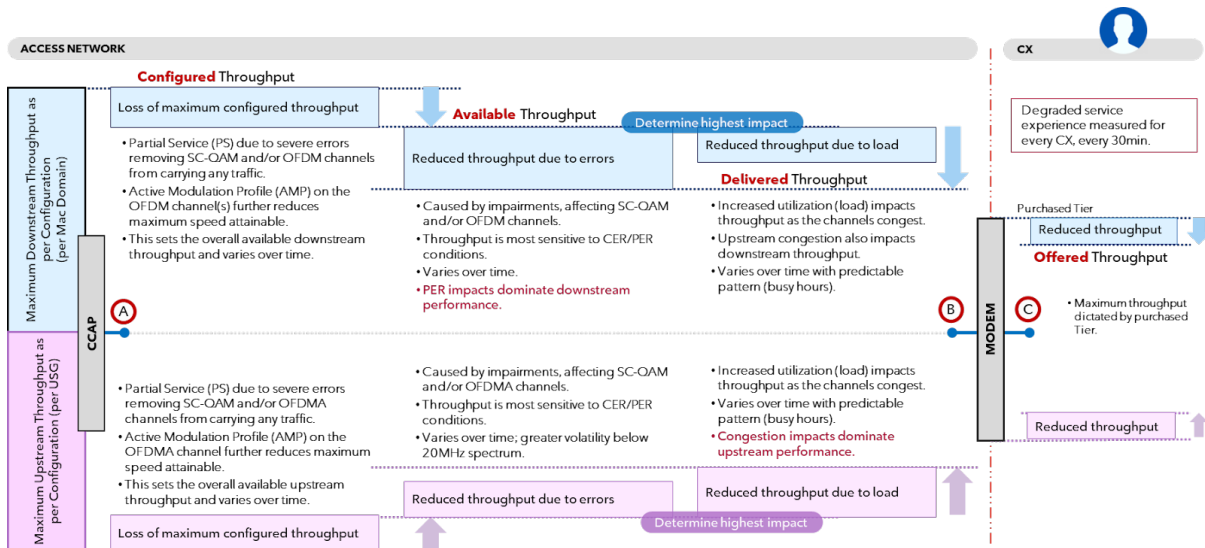 ACCESS NETWORK
CX
Configured Throughput
Loss of maximum configured throughput
Available Throughput
Determine highest impact
Reduced throughput due to errors
Reduced throughput due to load
Delivered Throughput
Degraded service
experience measured for
every CX, every 30min.
Maximum Downstream Throughput as
per Configuration
(per Mac Domain)
• Partial Service (PS) due to severe errors
removing SC-QAM and/or OFDM channels
from carrying any traffic.
• Active Modulation Profile (AMP) on the
OFDM channel(s) further reduces
maximum speed attainable.
• This sets the overall available downstream
throughput and varies over time.
• Caused by impairments, affecting SC-QAM
and/or OFDM channels.
• Throughput is most sensitive to CER/PER
conditions.
• Varies over time.
• PER impacts dominate downstream
performance.
• Increased utilization (load) impacts
throughput as the channels congest.
• Upstream congestion also impacts
downstream throughput.
• Varies over time with predictable
pattern (busy hours).
Purchased Tier
Reduced throughput
Offered Throughput
• Maximum throughput
dictated by purchased
Tier.
CCAP
A
B
MODEM
C
Maximum Upstream Throughput as
per Configuration (per USG)
• Partial Service (PS) due to severe errors
removing SC-QAM and/or OFDMA
channels from carrying any traffic.
• Active Modulation Profile (AMP) on the
OFDMA channel further reduces maximum
speed attainable.
• This sets the overall available upstream
throughput and varies over time.
• Caused by impairments, affecting SC-QAM
and/or OFDMA channels.
• Throughput is most sensitive to CER/PER
conditions.
• Varies over time; greater volatility below
20MHz spectrum.
• Increased utilization (load) impacts
throughput as the channels congest.
• Varies over time with predictable
pattern (busy hours).
• Congestion impacts dominate
upstream performance.
Reduced throughput
Reduced throughput due to errors
Reduced throughput due to load
Determine highest impact
Loss of maximum configured throughput